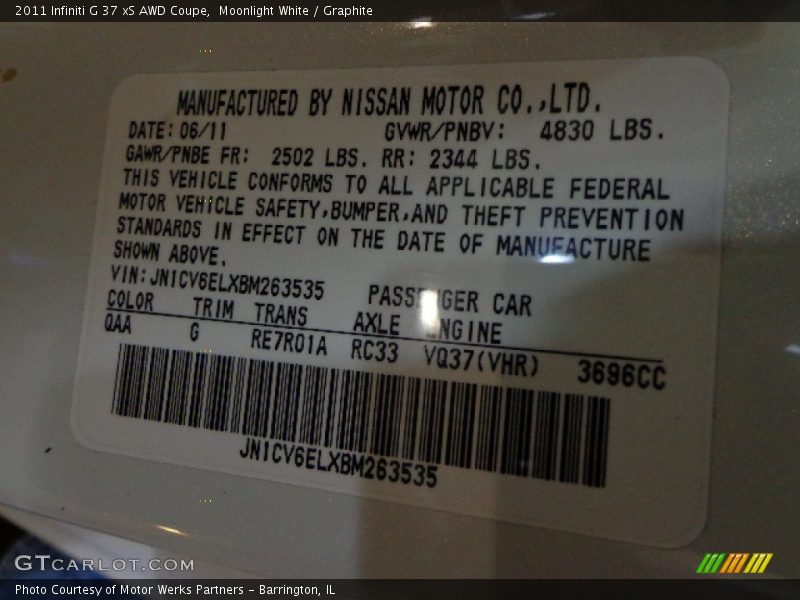 2011 Infiniti G 37 xS AWD Coupe,  Moonlight White / Graphite
MANUFACTURED BY NISSAN MOTOR CO.,LTD.
DATE: 06/11 GVWR/PNBV: 4830 LBS.
GAWR/PNBE FR: 2502 LBS. RR: 2344 LBS.
THIS VEHICLE CONFORMS TO ALL APPLICABLE FEDERAL
MOTOR VEHICLE SAFETY,BUMPER,AND THEFT PREVENTION
STANDARDS IN EFFECT ON THE DATE OF MANUFACTURE
SHOWN ABOVE.
VIN: JN1CV6ELXBM263535 PASSENGER CAR
COLOR TRIM TRANS AXLE ENGINE
QAA G RE7R01A RC33 VQ37(VHR) 3696CC
JN1CV6ELXBM263535
GTCARLOT.COM
Photo Courtesy of Motor Werks Partners - Barrington, IL